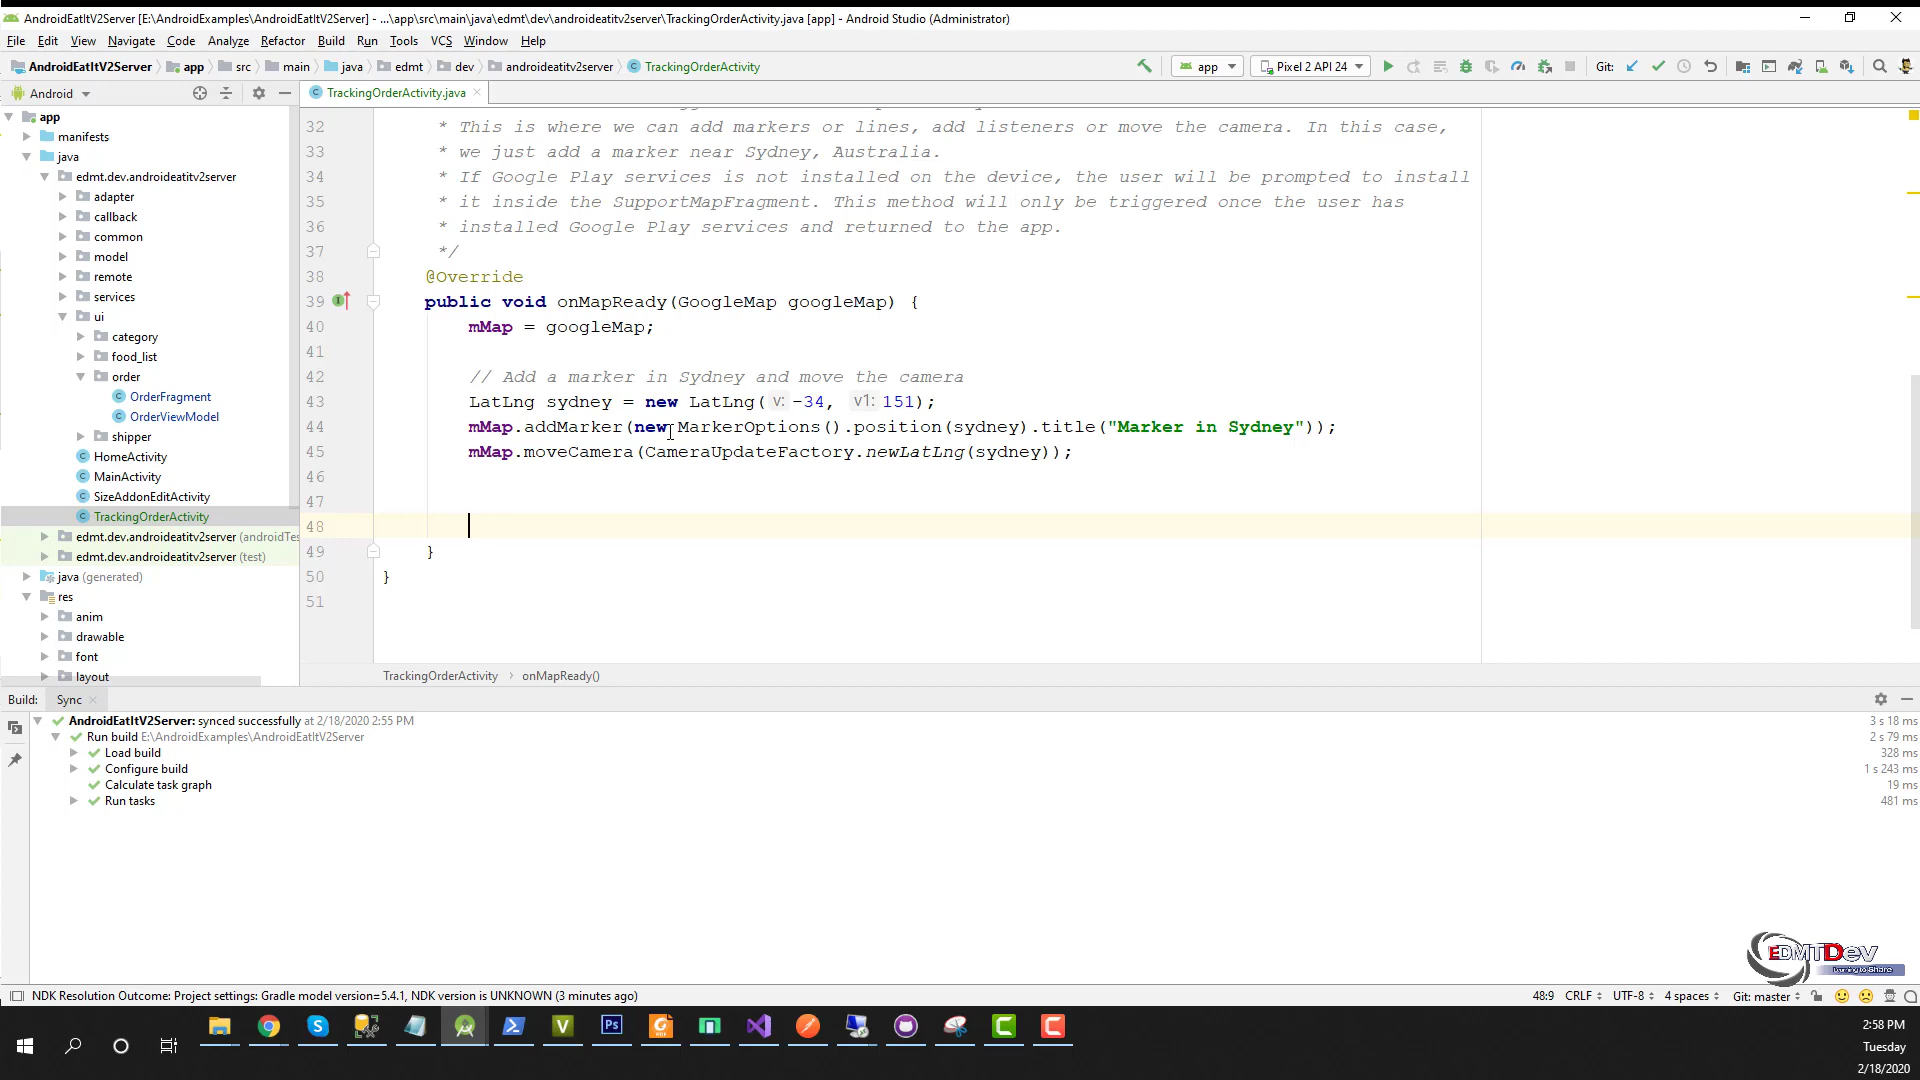 AndroidEatItV2Server [E:\AndroidExamples\AndroidEatItV2Server] - ...\app\src\main\java\edmt\dev\androideatitv2server\TrackingOrderActivity.java [app] - Android Studio (Administrator)
File Edit View Navigate Code Analyze Refactor Build Run Tools VCS Window Help
AndroidEatItV2Server app src main java edmt dev androideatitv2server TrackingOrderActivity app Pixel 2 API 24 Git:
Android TrackingOrderActivity.java
app
manifests
java
edmt.dev.androideatitv2server
adapter
callback
common
model
remote
services
ui
category
food_list
order
OrderFragment
OrderViewModel
shipper
HomeActivity
MainActivity
SizeAddonEditActivity
TrackingOrderActivity
edmt.dev.androideatitv2server (androidTes
edmt.dev.androideatitv2server (test)
java (generated)
res
anim
drawable
font
layout
32 * This is where we can add markers or lines, add listeners or move the camera. In this case,
33 * we just add a marker near Sydney, Australia.
34 * If Google Play services is not installed on the device, the user will be prompted to install
35 * it inside the SupportMapFragment. This method will only be triggered once the user has
36 * installed Google Play services and returned to the app.
37 */
38 @Override
39 public void onMapReady(GoogleMap googleMap) {
40 mMap = googleMap;
41
42 // Add a marker in Sydney and move the camera
43 LatLng sydney = new LatLng( v: -34, v1: 151);
44 mMap.addMarker(new MarkerOptions().position(sydney).title("Marker in Sydney"));
45 mMap.moveCamera(CameraUpdateFactory.newLatLng(sydney));
46
47
48
49 }
50 }
51
TrackingOrderActivity › onMapReady()
Build: Sync
AndroidEatItV2Server: synced successfully at 2/18/2020 2:55 PM 3 s 18 ms
Run build E:\AndroidExamples\AndroidEatItV2Server 2 s 79 ms
Load build 328 ms
Configure build 1 s 243 ms
Calculate task graph 19 ms
Run tasks 481 ms
EDMTDev
Learning to Share
NDK Resolution Outcome: Project settings: Gradle model version=5.4.1, NDK version is UNKNOWN (3 minutes ago) 48:9 CRLF UTF-8 4 spaces Git: master
2:58 PM
Tuesday
2/18/2020